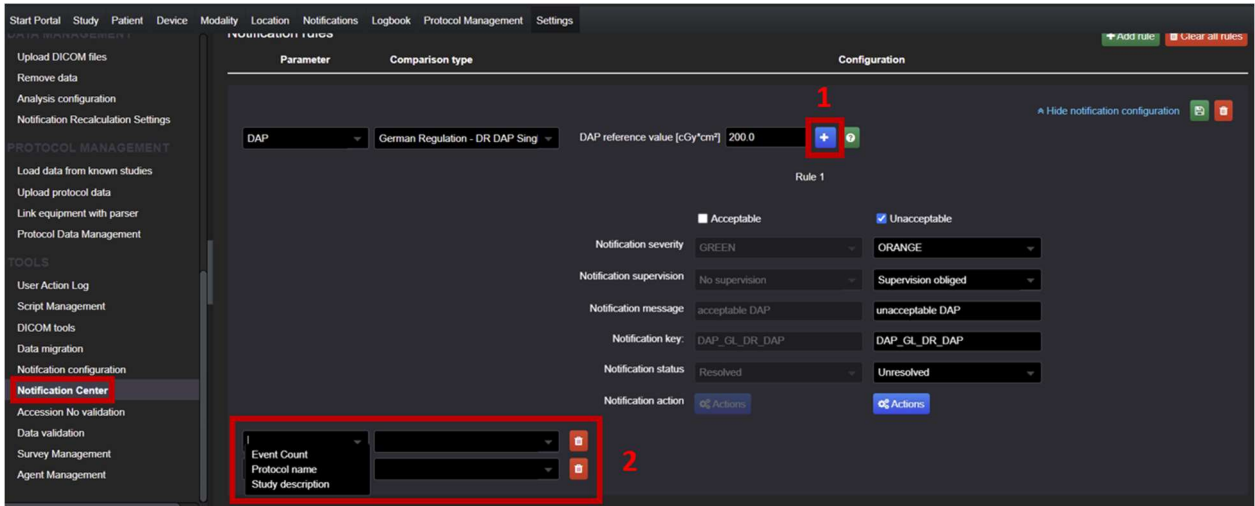 Start Portal Study Patient Device Modality Location Notifications Logbook Protocol Management Settings
DATA MANAGEMENT
Notification rules
+ Add rule Clear all rules
Upload DICOM files
Parameter Comparison type Configuration
Remove data
Analysis configuration
Notification Recalculation Settings
1
Hide notification configuration
DAP German Regulation - DR DAP Sing DAP reference value [cGy*cm²] 200.0 +
PROTOCOL MANAGEMENT
Load data from known studies
Rule 1
Upload protocol data
Link equipment with parser
Acceptable Unacceptable
Protocol Data Management
Notification severity GREEN ORANGE
TOOLS
Notification supervision No supervision Supervision obliged
User Action Log
Script Management
Notification message acceptable DAP unacceptable DAP
DICOM tools
Notification key: DAP_GL_DR_DAP DAP_GL_DR_DAP
Data migration
Notifcation configuration
Notification status Resolved Unresolved
Notification Center
Notification action Actions Actions
Accession No validation
Data validation
Event Count
Survey Management
Protocol name
2
Agent Management
Study description